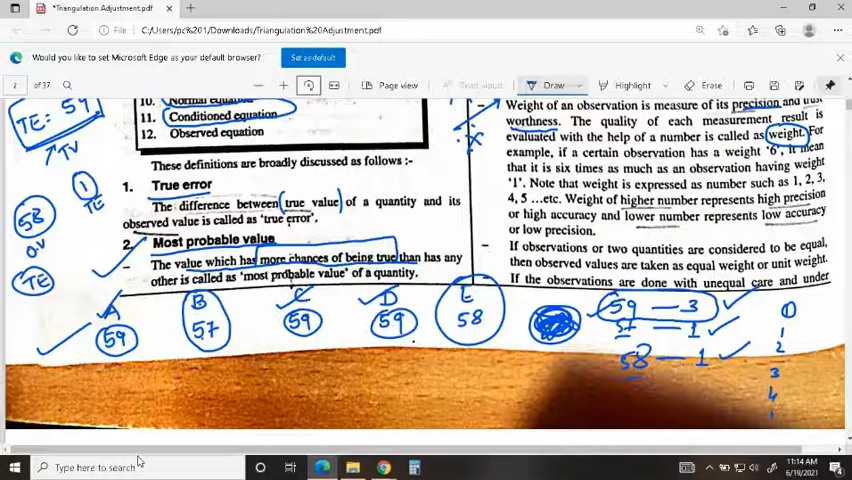 *Triangulation Adjustment.pdf
File
C:/Users/pc%201/Downloads/Triangulation%20Adjustment.pdf
Would you like to set Microsoft Edge as your default browser?
Set as default
2 of 37
Page view
Read aloud
Draw
Highlight
Erase
TE: 59
TV
1
TE
58
OV
TE
10. Normal equation
11. Conditioned equation
12. Observed equation
These definitions are broadly discussed as follows :-
1. True error
The difference between true value of a quantity and its
observed value is called as 'true error'.
2. Most probable value
- The value which has more chances of being true than has any
other is called as 'most probable value' of a quantity.
A
59
B
57
C
59
D
59
E
58
- Weight of an observation is measure of its precision and trust
worthness. The quality of each measurement result is
evaluated with the help of a number is called as weight. For
example, if a certain observation has a weight '6', it mean
that it is six times as much as an observation having weight
'1'. Note that weight is expressed as number such as 1, 2, 3,
4, 5 ...etc. Weight of higher number represents high precision
or high accuracy and lower number represents low accuracy
or low precision.
- If observations or two quantities are considered to be equal,
then observed values are taken as equal weight or unit weight.
If the observations are done with unequal care and under
59 — 3
57 — 1
58 — 1
1
1
2
3
4
Type here to search
11:14 AM
6/19/2021
4